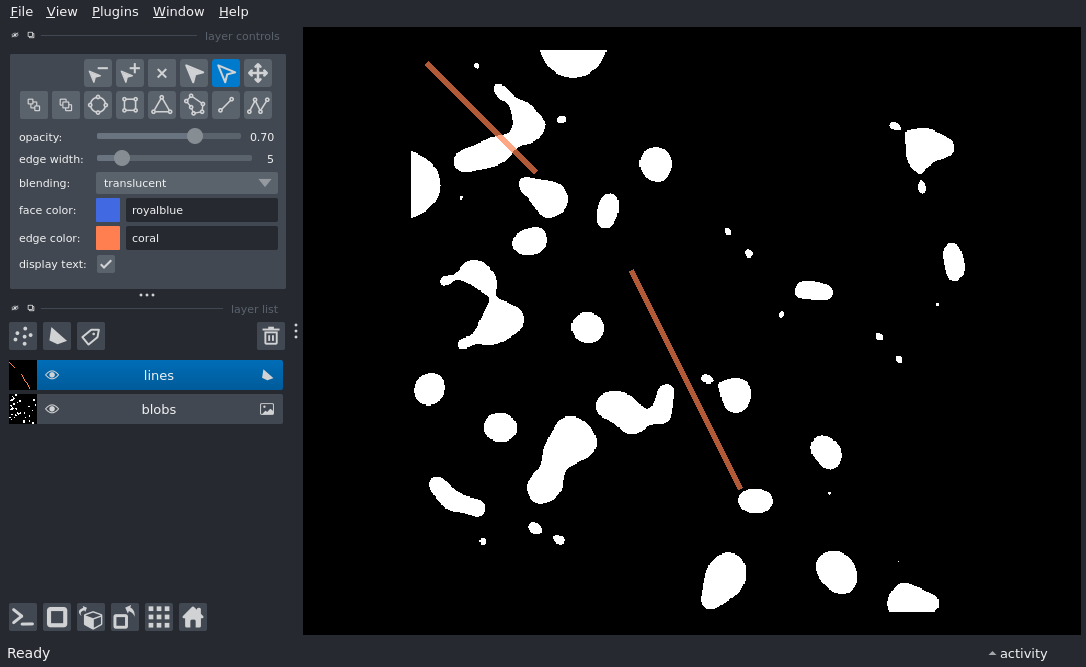 File View Plugins Window Help
layer controls
opacity: 0.70
edge width: 5
blending: translucent
face color: royalblue
edge color: coral
display text:
layer list
lines
blobs
Ready activity